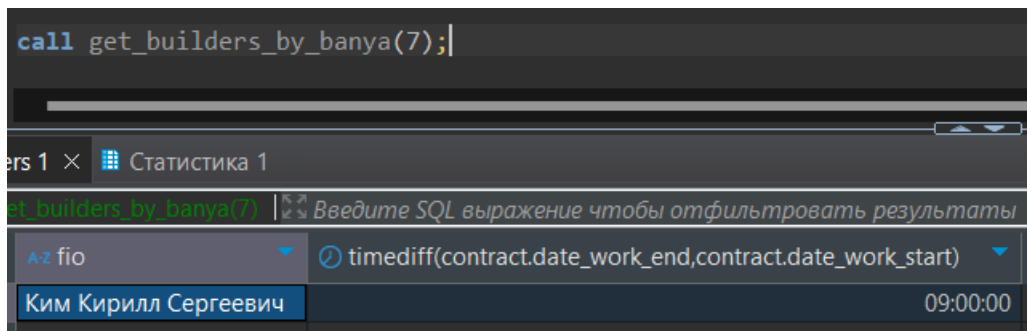 call get_builders_by_banya(7);
ers 1 × Статистика 1
et_builders_by_banya(7) Введите SQL выражение чтобы отфильтровать результаты
A-Z fio timediff(contract.date_work_end,contract.date_work_start)
Ким Кирилл Сергеевич 09:00:00